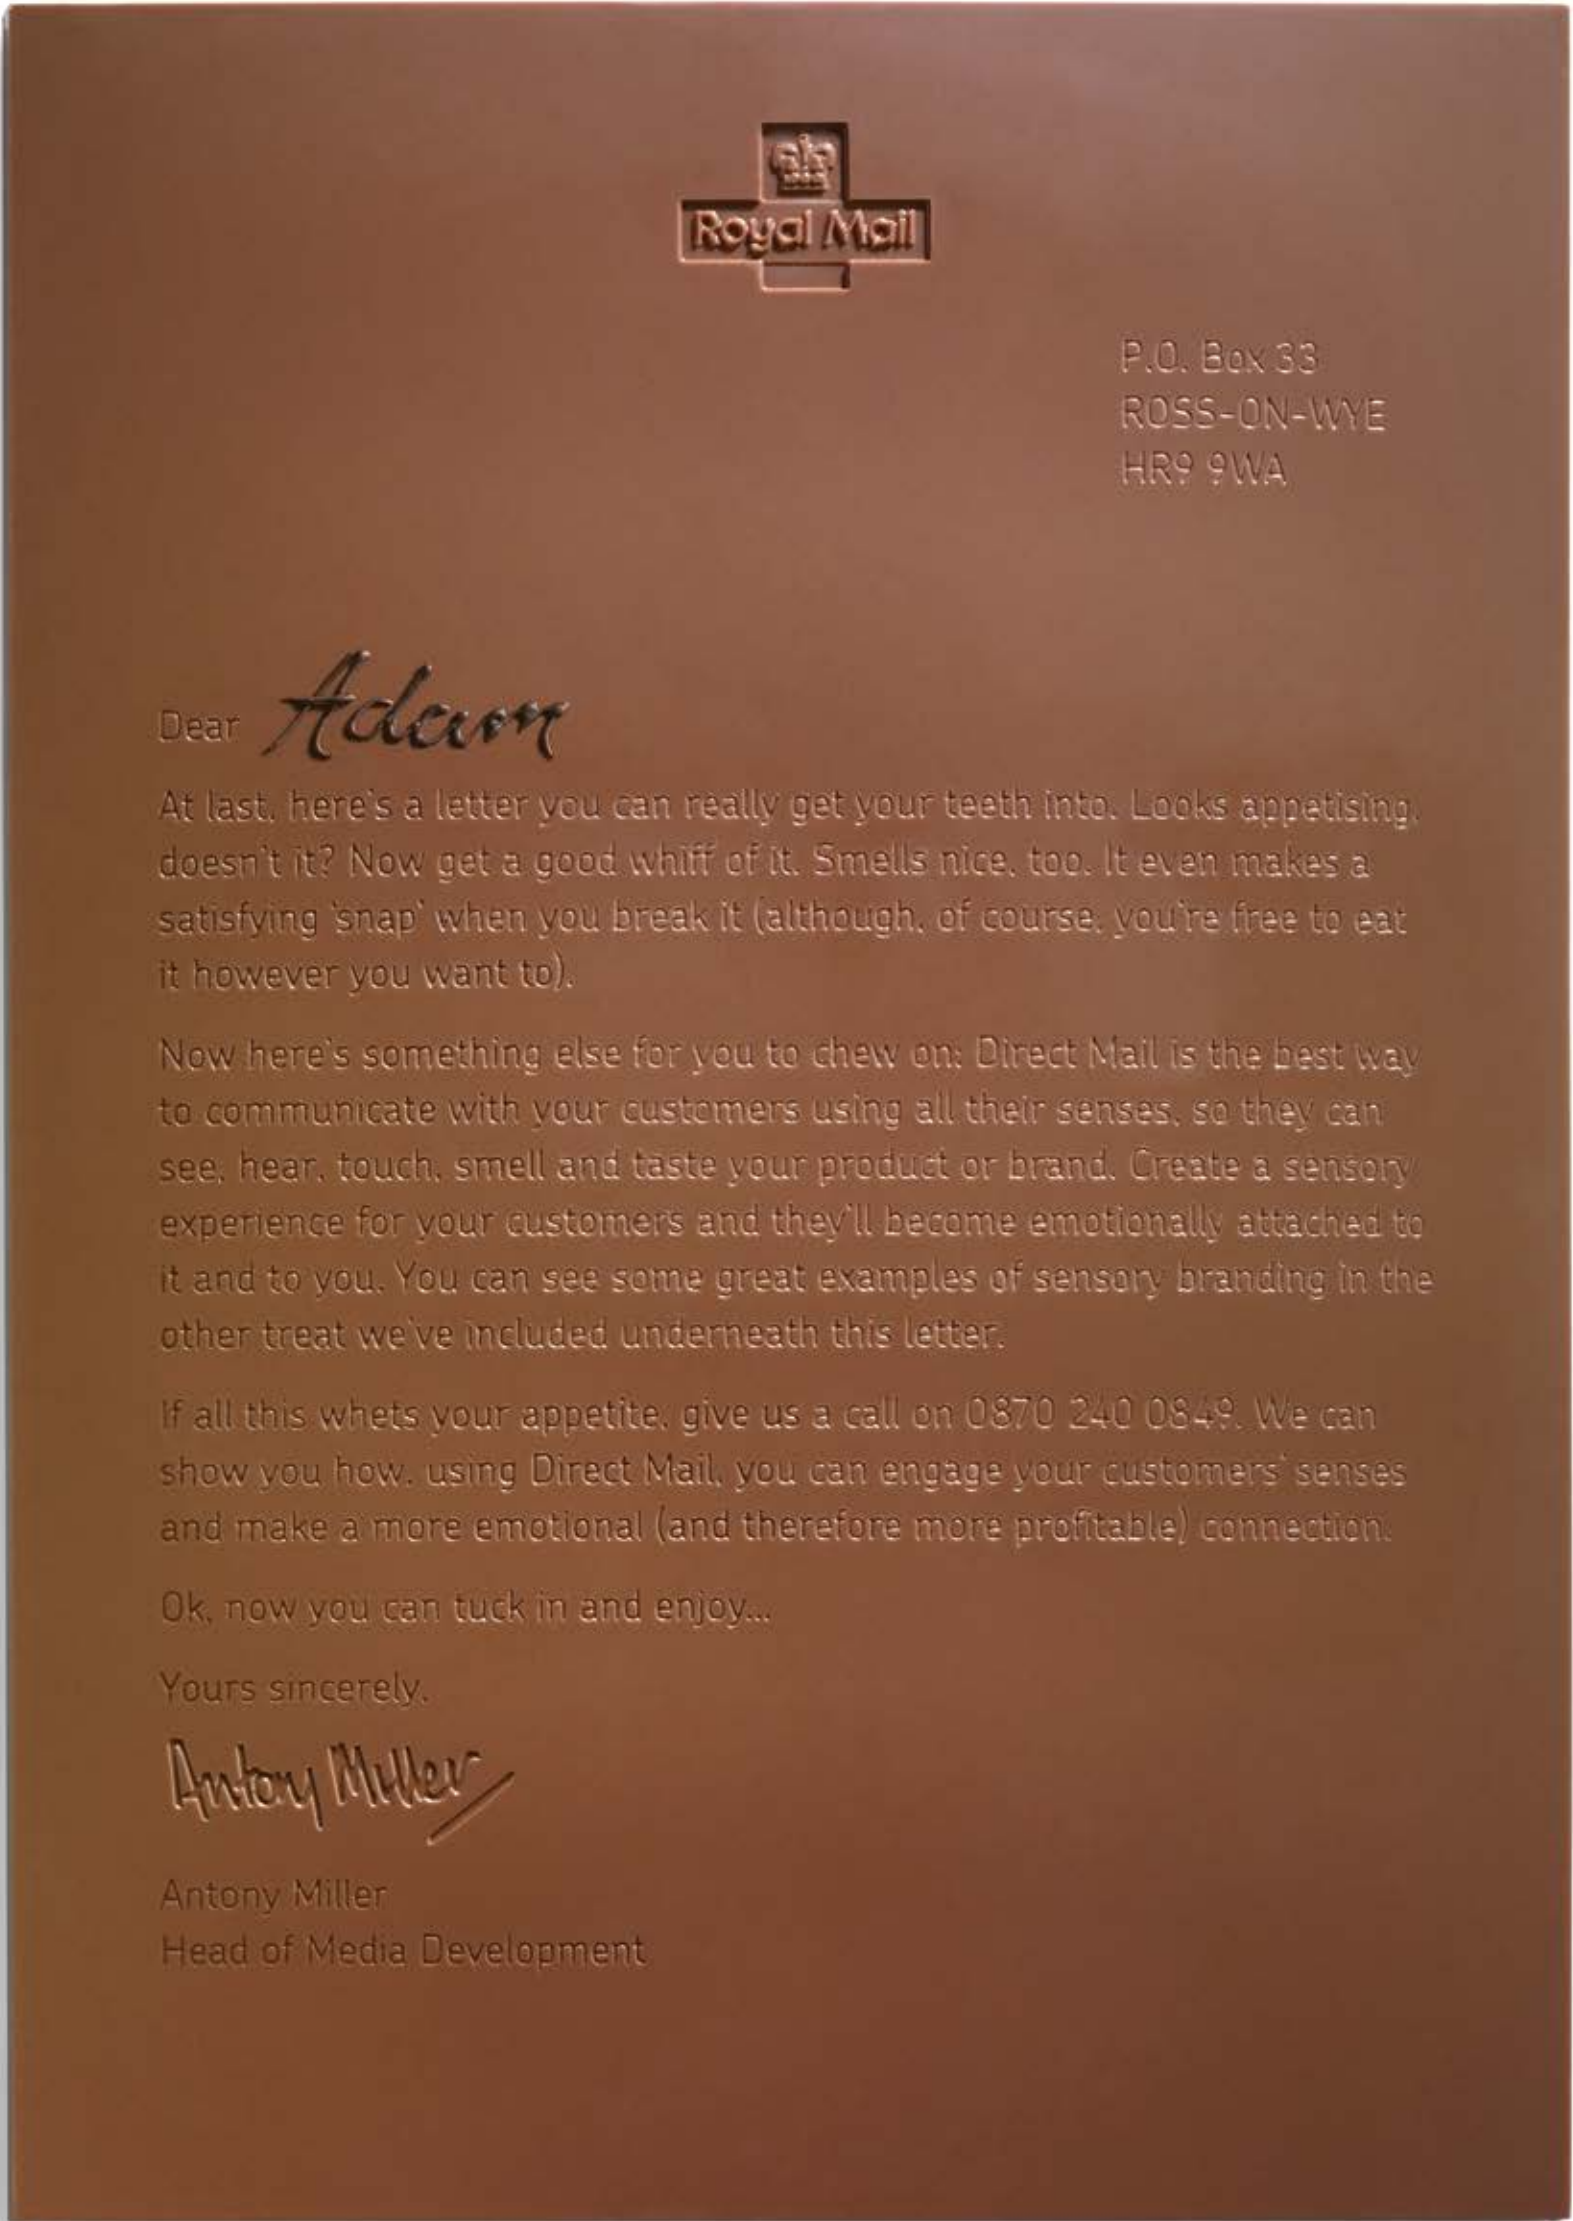 Royal Mail
P.O. Box 33
ROSS-ON-WYE
HR9 9WA
Dear Adam
At last, here's a letter you can really get your teeth into. Looks appetising,
doesn't it? Now get a good whiff of it. Smells nice, too. It even makes a
satisfying 'snap' when you break it (although, of course, you're free to eat
it however you want to).
Now here's something else for you to chew on: Direct Mail is the best way
to communicate with your customers using all their senses, so they can
see, hear, touch, smell and taste your product or brand. Create a sensory
experience for your customers and they'll become emotionally attached to
it and to you. You can see some great examples of sensory branding in the
other treat we've included underneath this letter.
If all this whets your appetite, give us a call on 0870 240 0849. We can
show you how, using Direct Mail, you can engage your customers' senses
and make a more emotional (and therefore more profitable) connection.
Ok, now you can tuck in and enjoy...
Yours sincerely,
Antony Miller
Antony Miller
Head of Media Development